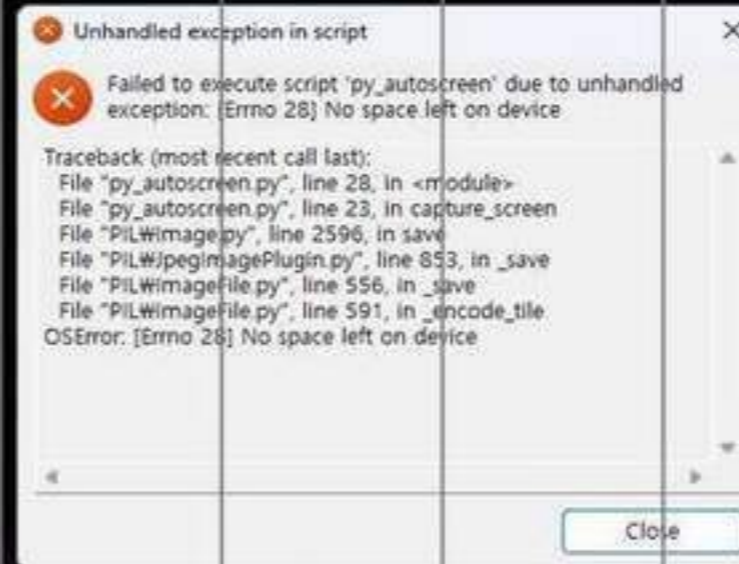 Unhandled exception in script
Failed to execute script 'py_autoscreen' due to unhandled
exception: [Errno 28] No space left on device
Traceback (most recent call last):
File "py_autoscreen.py", line 28, in <module>
File "py_autoscreen.py", line 23, in capture_screen
File "PIL₩Image.py", line 2596, in save
File "PIL₩JpegImagePlugin.py", line 853, in _save
File "PIL₩ImageFile.py", line 556, in _save
File "PIL₩ImageFile.py", line 591, in _encode_tile
OSError: [Errno 28] No space left on device
Close